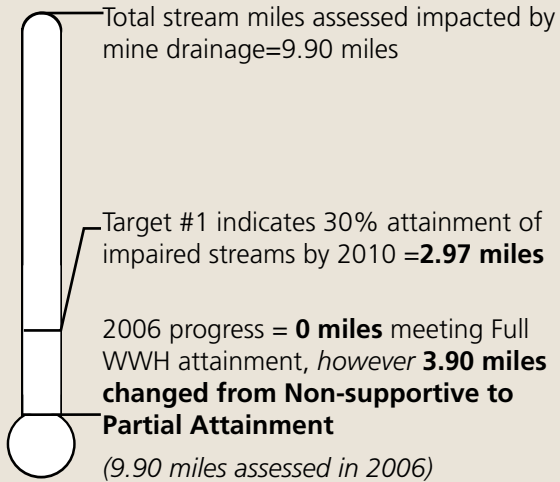 Total stream miles assessed impacted by
mine drainage=9.90 miles
Target #1 indicates 30% attainment of
impaired streams by 2010 =2.97 miles
2006 progress = 0 miles meeting Full
WWH attainment, however 3.90 miles
changed from Non-supportive to
Partial Attainment
(9.90 miles assessed in 2006)